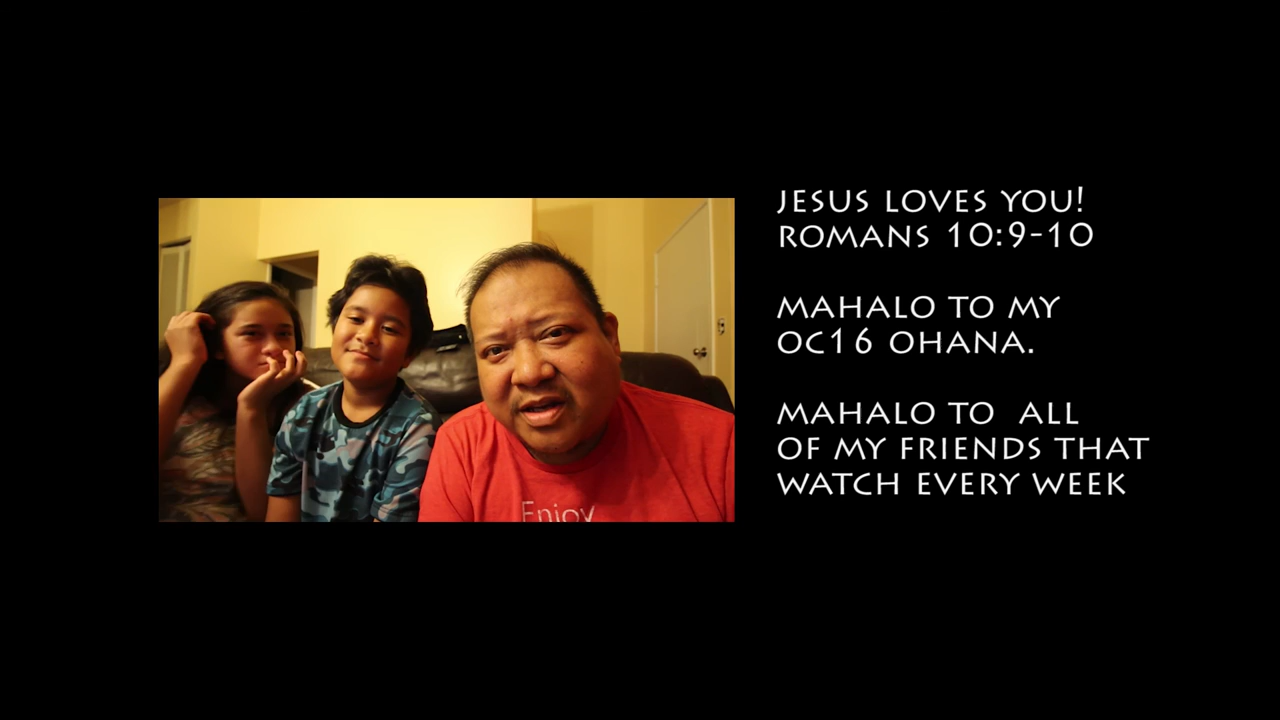 JESUS LOVES YOU!
ROMANS 10:9-10
MAHALO TO MY
OC16 OHANA.
MAHALO TO ALL
OF MY FRIENDS THAT
WATCH EVERY WEEK
Enjoy